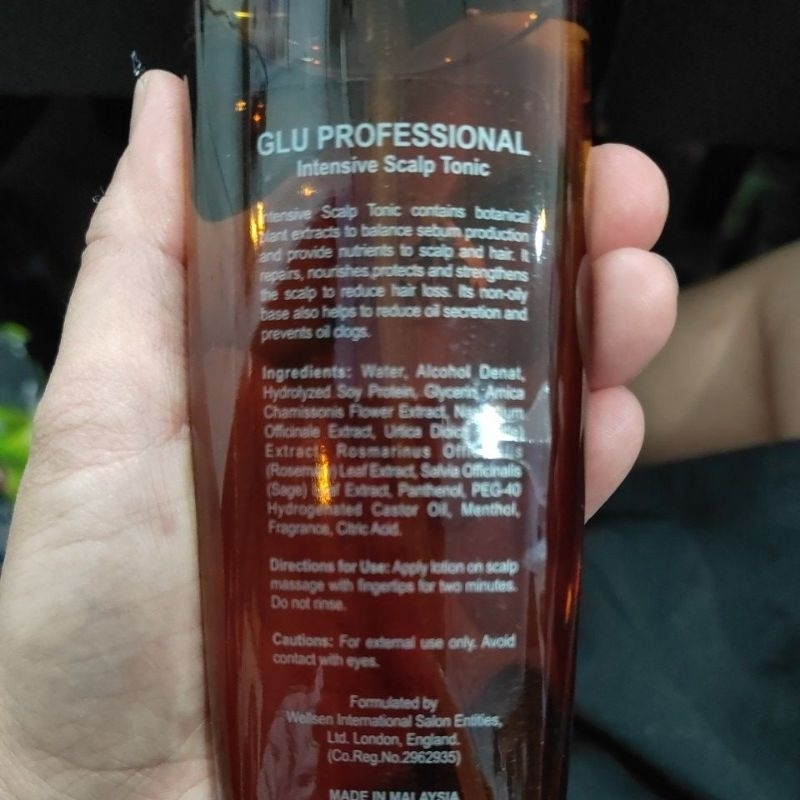 GLU PROFESSIONAL
Intensive Scalp Tonic
Intensive Scalp Tonic contains botanical
plant extracts to balance sebum production
and provide nutrients to scalp and hair. It
repairs, nourishes,protects and strengthens
the scalp to reduce hair loss. Its non-oily
base also helps to reduce oil secretion and
prevents oil clogs.
Ingredients: Water, Alcohol Denat,
Hydrolyzed Soy Protein, Glycerin, Arnica
Chamissonis Flower Extract,
Officinale Extract, Urtica
Extract, Rosmarinus Officinalis
(Rosemary) Leaf Extract, Salvia Officinalis
(Sage) Leaf Extract, Panthenol, PEG-40
Hydrogenated Castor Oil, Menthol,
Fragrance, Citric Acid.
Directions for Use: Apply lotion on scalp
massage with fingertips for two minutes.
Do not rinse.
Cautions: For external use only. Avoid
contact with eyes.
Formulated by
Wellsen International Salon Entities,
Ltd. London, England.
(Co.Reg.No.2962935)
MADE IN MALAYSIA